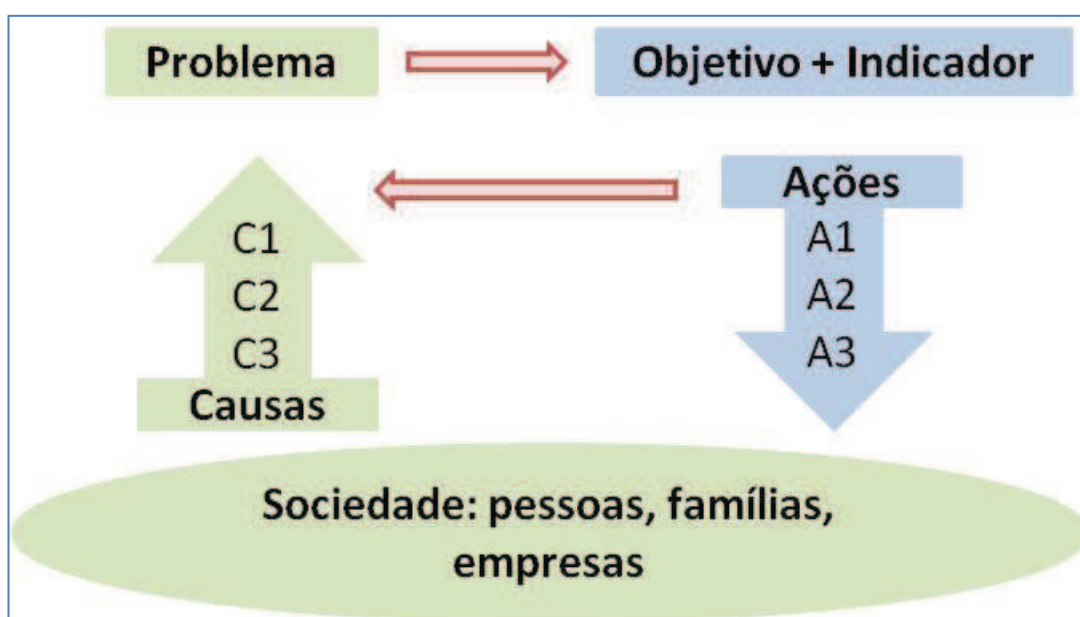 Problema
Objetivo + Indicador
C1
C2
C3
Causas
Ações
A1
A2
A3
Sociedade: pessoas, famílias,
empresas